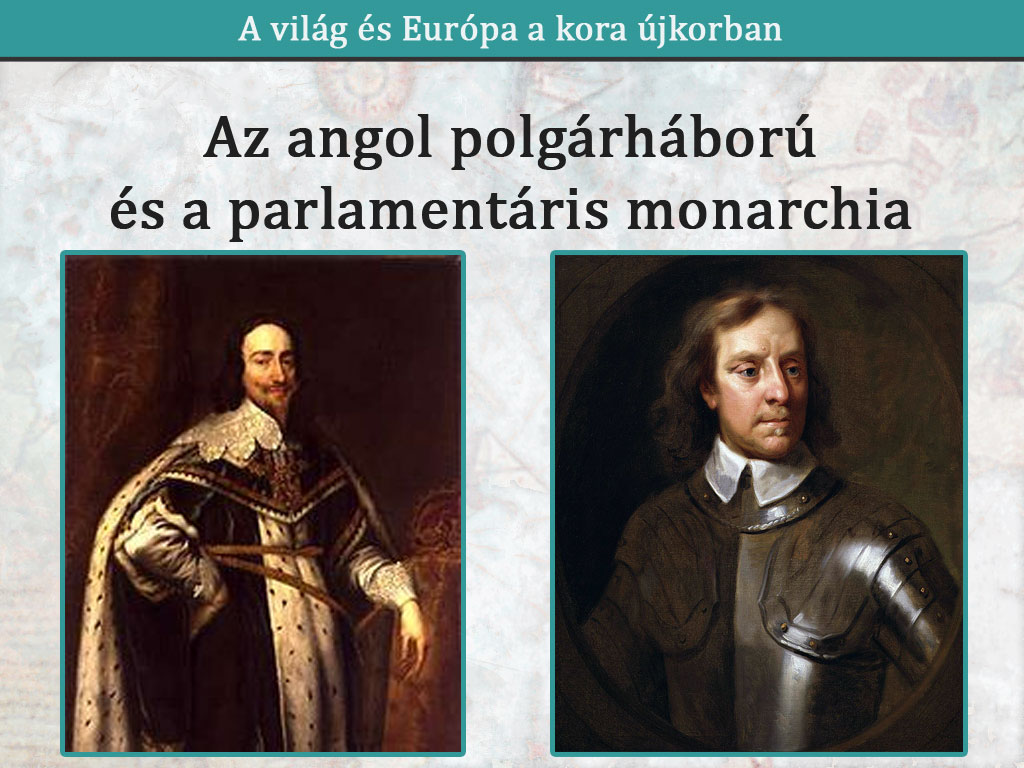 A világ és Európa a kora újkorban
Az angol polgárháború
és a parlamentáris monarchia